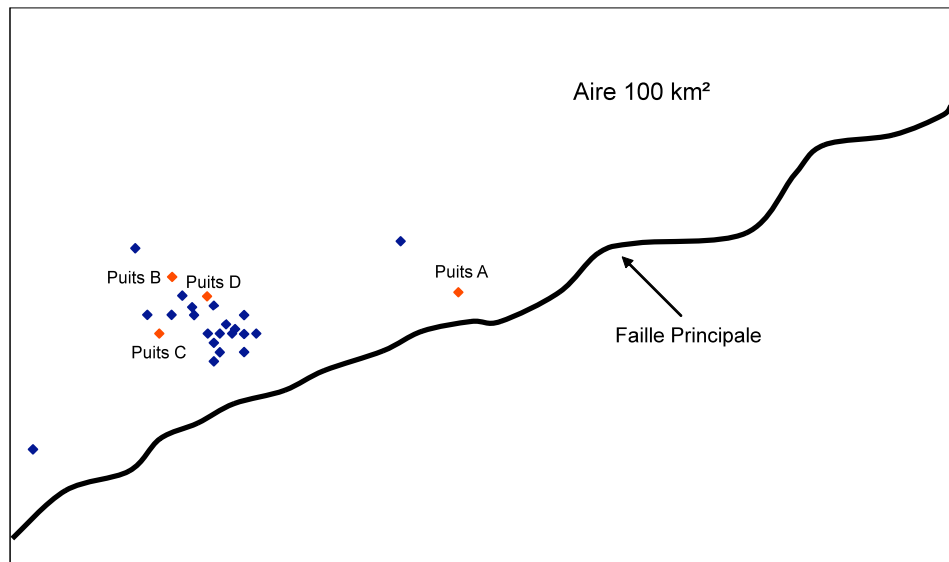 Aire 100 km²
Puits A
Puits B
Puits D
Faille Principale
Puits C